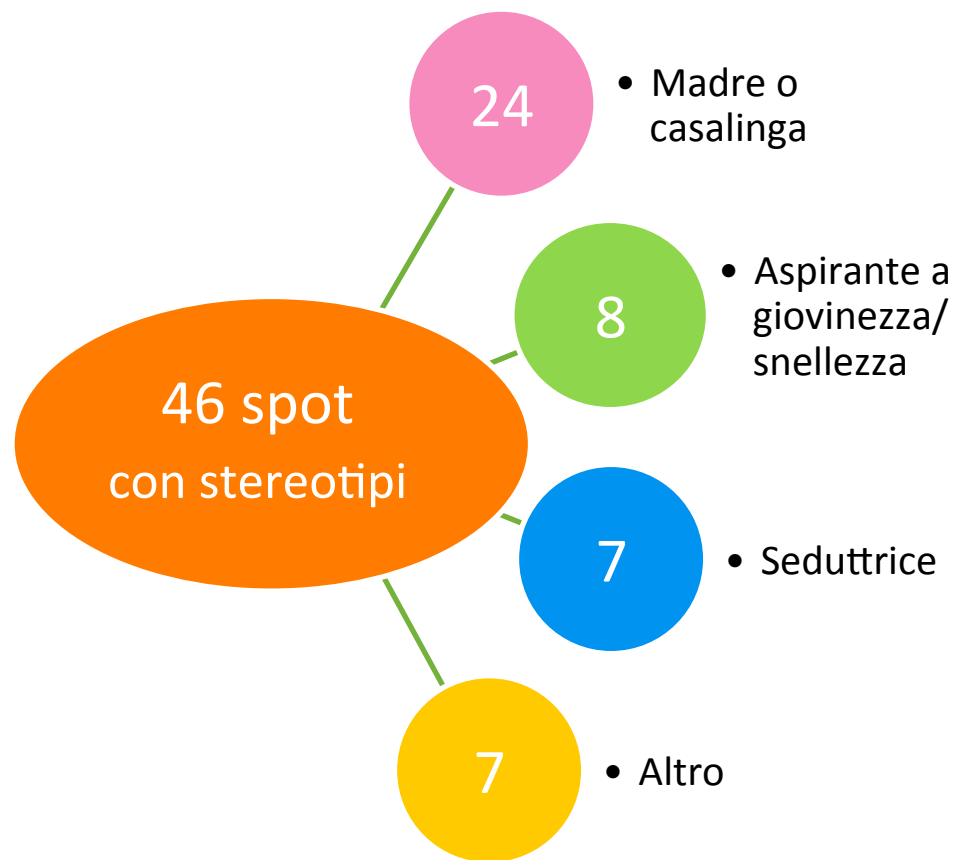 24
• Madre o
casalinga
8
• Aspirante a
giovinezza/
snellezza
46 spot
con stereotipi
7
• Seduttrice
7
• Altro